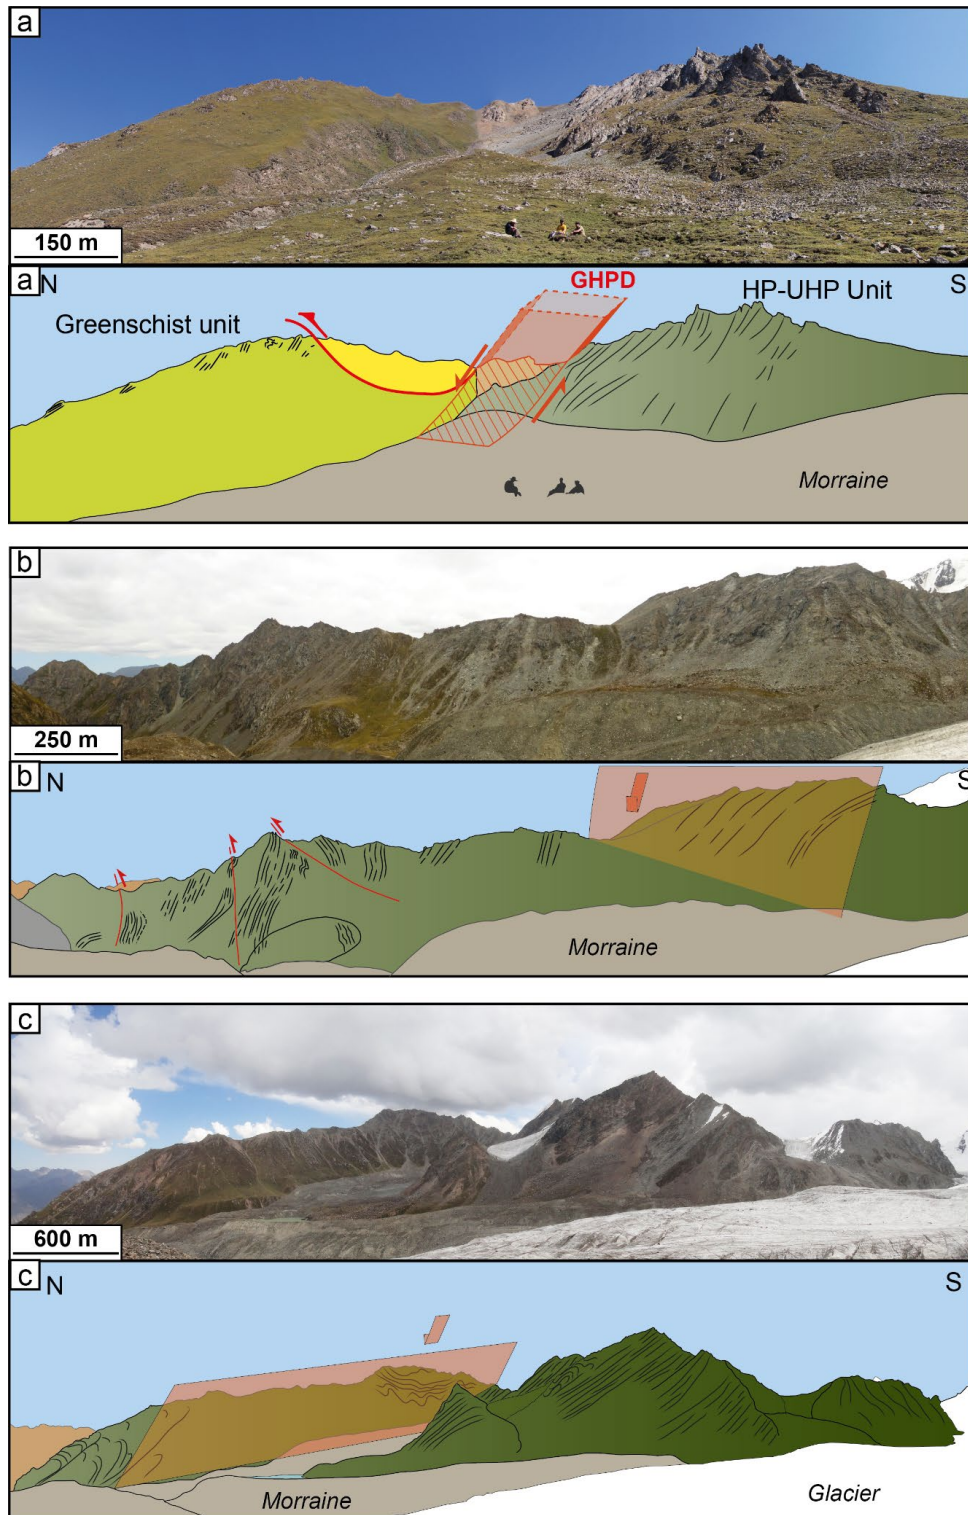 a
150 m
a
N
GHPD
HP-UHP Unit
S
Greenschist unit
Morraine
b
250 m
b
N
S
Morraine
c
600 m
c
N
S
Morraine
Glacier